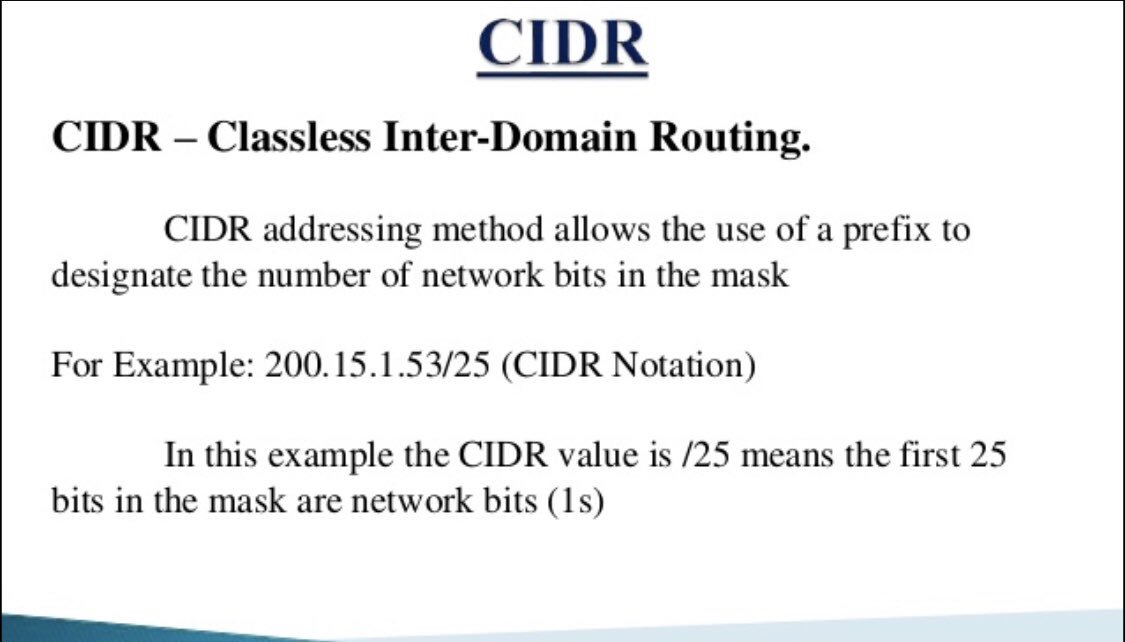 CIDR
CIDR – Classless Inter-Domain Routing.
CIDR addressing method allows the use of a prefix to
designate the number of network bits in the mask
For Example: 200.15.1.53/25 (CIDR Notation)
In this example the CIDR value is /25 means the first 25
bits in the mask are network bits (1s)